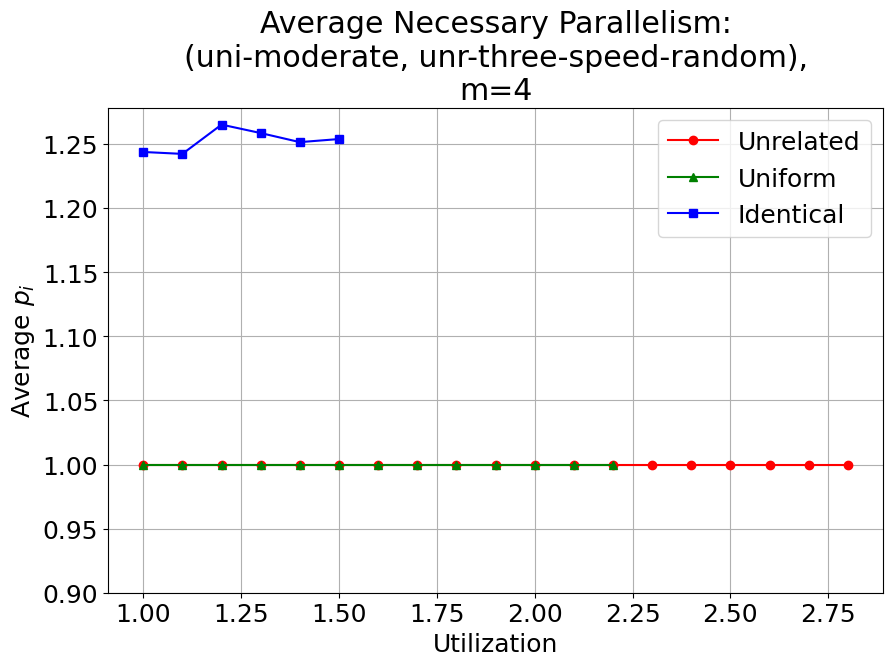 Average Necessary Parallelism:
(uni-moderate, unr-three-speed-random),
m=4
Unrelated
Uniform
Identical
Average p_i
1.25
1.20
1.15
1.10
1.05
1.00
0.95
0.90
1.00 1.25 1.50 1.75 2.00 2.25 2.50 2.75
Utilization